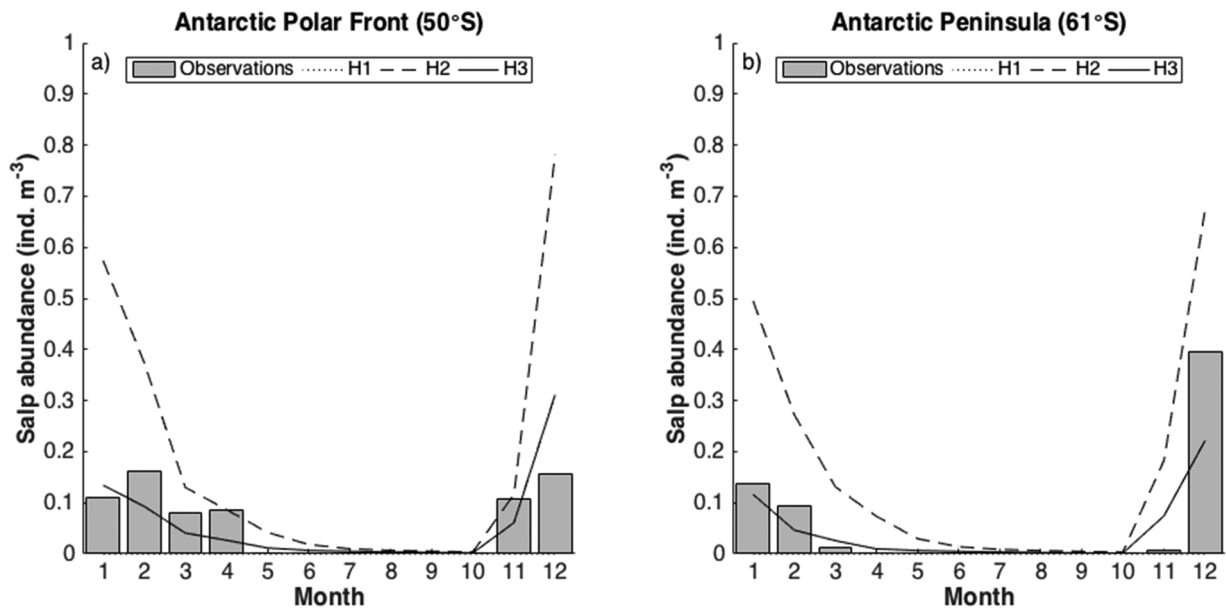 Antarctic Polar Front (50°S)
a)
Observations H1 H2 H3
1
0.9
0.8
0.7
0.6
0.5
0.4
0.3
0.2
0.1
0
Salp abundance (ind. m⁻³)
1 2 3 4 5 6 7 8 9 10 11 12
Month
Antarctic Peninsula (61°S)
b)
Observations H1 H2 H3
1
0.9
0.8
0.7
0.6
0.5
0.4
0.3
0.2
0.1
0
Salp abundance (ind. m⁻³)
1 2 3 4 5 6 7 8 9 10 11 12
Month